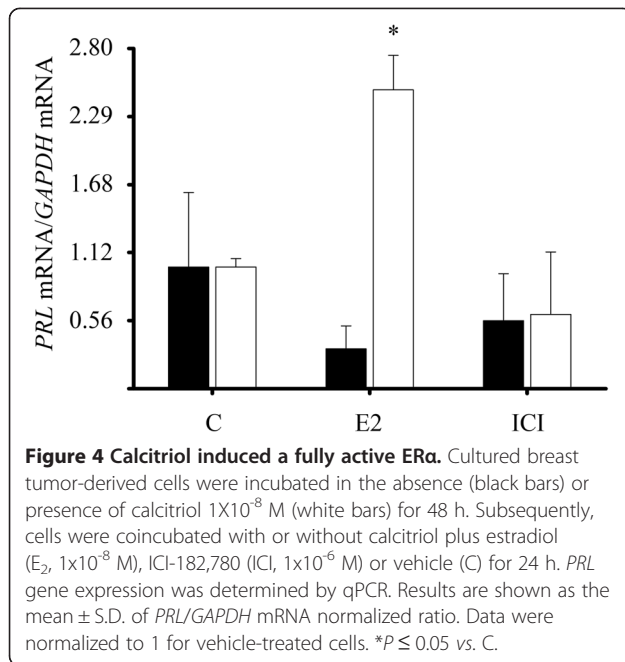 *
2.80
2.29
1.68
1.12
0.56
PRL mRNA/GAPDH mRNA
C E2 ICI
Figure 4 Calcitriol induced a fully active ERα. Cultured breast
tumor-derived cells were incubated in the absence (black bars) or
presence of calcitriol 1X10⁻⁸ M (white bars) for 48 h. Subsequently,
cells were coincubated with or without calcitriol plus estradiol
(E₂, 1x10⁻⁸ M), ICI-182,780 (ICI, 1x10⁻⁶ M) or vehicle (C) for 24 h. PRL
gene expression was determined by qPCR. Results are shown as the
mean ± S.D. of PRL/GAPDH mRNA normalized ratio. Data were
normalized to 1 for vehicle-treated cells. *P ≤ 0.05 vs. C.